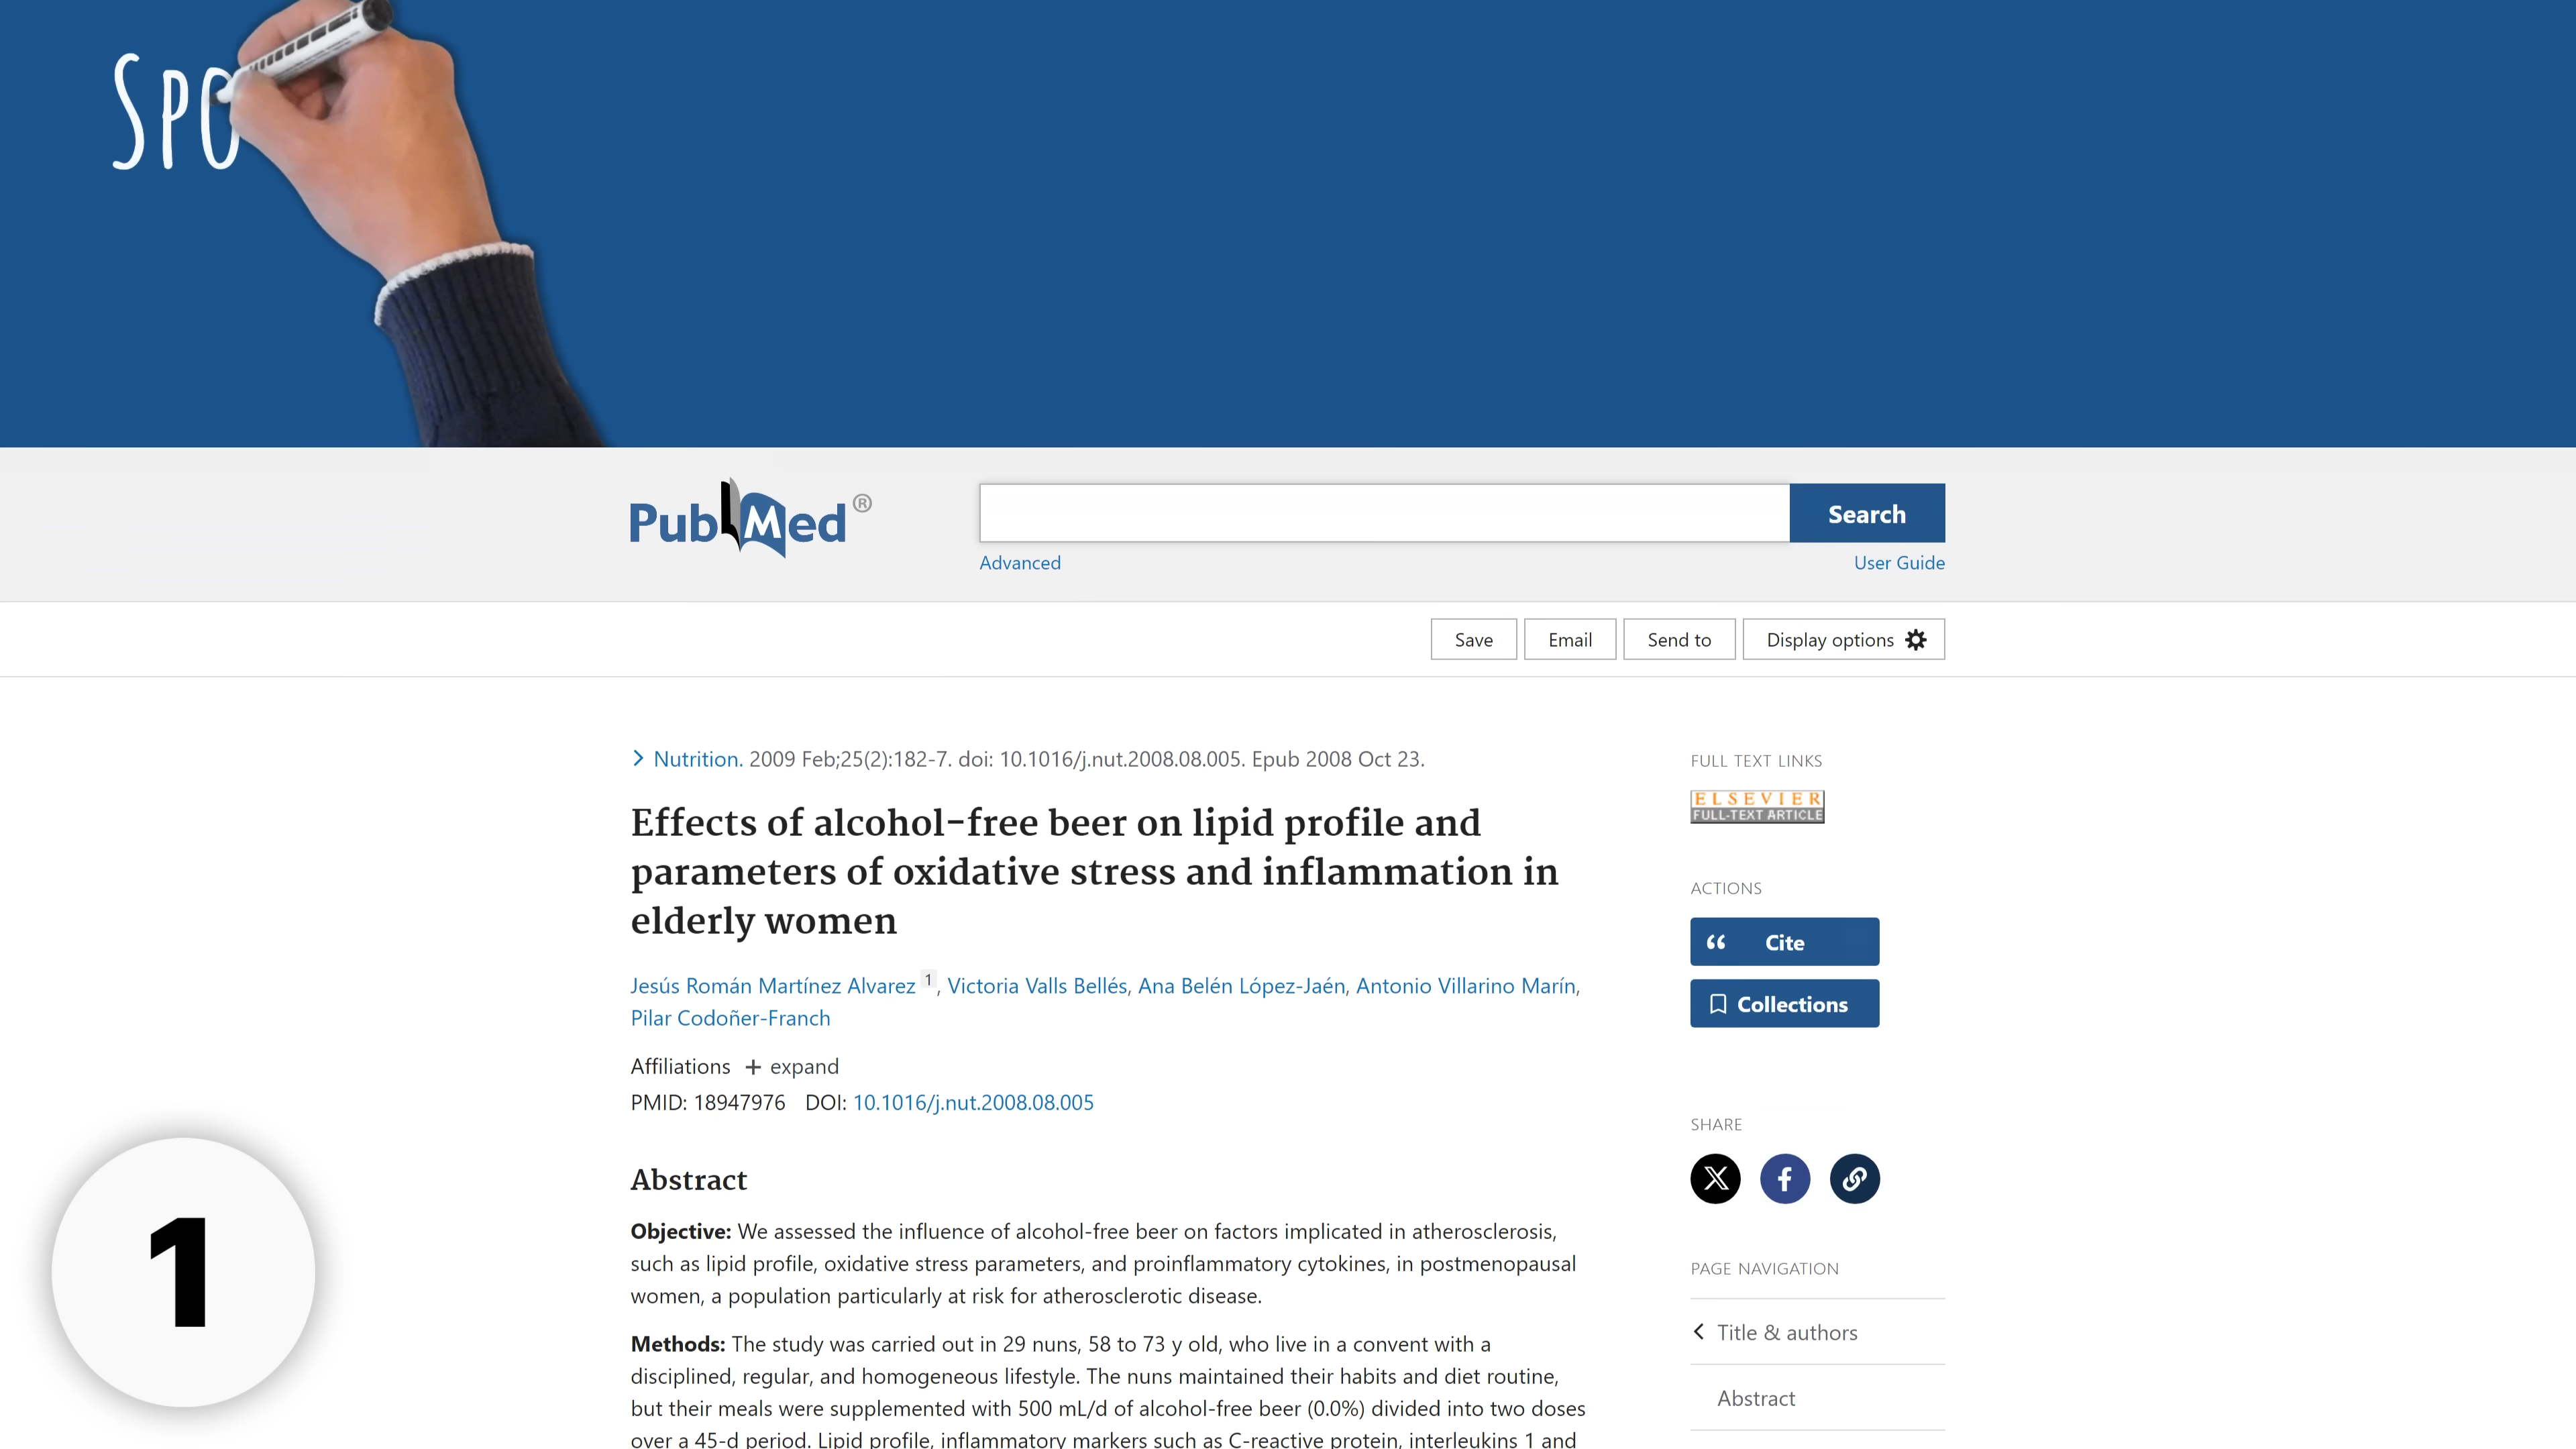 Spo
PubMed®
Search
Advanced
User Guide
Save
Email
Send to
Display options
Nutrition. 2009 Feb;25(2):182-7. doi: 10.1016/j.nut.2008.08.005. Epub 2008 Oct 23.
Effects of alcohol-free beer on lipid profile and
parameters of oxidative stress and inflammation in
elderly women
Jesús Román Martínez Alvarez 1, Victoria Valls Bellés, Ana Belén López-Jaén, Antonio Villarino Marín,
Pilar Codoñer-Franch
Affiliations + expand
PMID: 18947976 DOI: 10.1016/j.nut.2008.08.005
Abstract
Objective: We assessed the influence of alcohol-free beer on factors implicated in atherosclerosis,
such as lipid profile, oxidative stress parameters, and proinflammatory cytokines, in postmenopausal
women, a population particularly at risk for atherosclerotic disease.
Methods: The study was carried out in 29 nuns, 58 to 73 y old, who live in a convent with a
disciplined, regular, and homogeneous lifestyle. The nuns maintained their habits and diet routine,
but their meals were supplemented with 500 mL/d of alcohol-free beer (0.0%) divided into two doses
over a 45-d period. Lipid profile, inflammatory markers such as C-reactive protein, interleukins 1 and
FULL TEXT LINKS
ELSEVIER
FULL-TEXT ARTICLE
ACTIONS
Cite
Collections
SHARE
PAGE NAVIGATION
Title & authors
Abstract
1